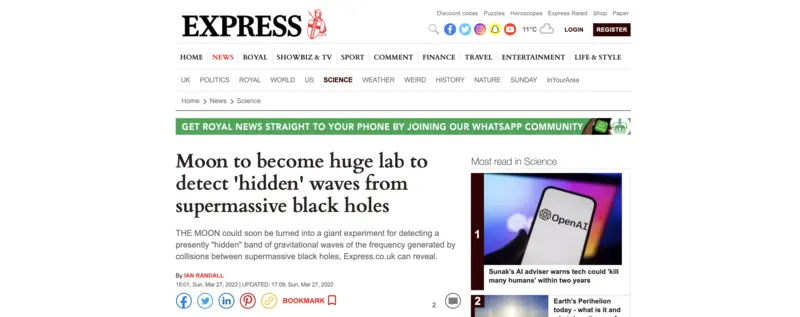 EXPRESS
Discount codes Puzzles Horoscopes Express Rated Shop Paper
11°C LOGIN REGISTER
HOME NEWS ROYAL SHOWBIZ & TV SPORT COMMENT FINANCE TRAVEL ENTERTAINMENT LIFE & STYLE
UK POLITICS ROYAL WORLD US SCIENCE WEATHER WEIRD HISTORY NATURE SUNDAY InYourArea
Home > News > Science
GET ROYAL NEWS STRAIGHT TO YOUR PHONE BY JOINING OUR WHATSAPP COMMUNITY
Moon to become huge lab to
detect 'hidden' waves from
supermassive black holes
THE MOON could soon be turned into a giant experiment for detecting a
presently "hidden" band of gravitational waves of the frequency generated by
collisions between supermassive black holes, Express.co.uk can reveal.
By IAN RANDALL
16:01, Sun, Mar 27, 2022 | UPDATED: 17:09, Sun, Mar 27, 2022
BOOKMARK
2
Most read in Science
OpenAI
1
Sunak's AI adviser warns tech could 'kill
many humans' within two years
2
Earth's Perihelion
today - what is it and